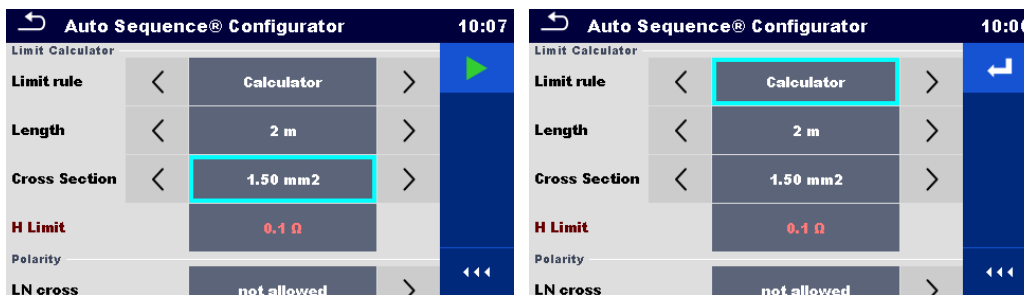 Auto Sequence® Configurator 10:07
Limit Calculator
Limit rule Calculator
Length 2 m
Cross Section 1.50 mm2
H Limit 0.1 Ω
Polarity
LN cross not allowed
Auto Sequence® Configurator 10:06
Limit Calculator
Limit rule Calculator
Length 2 m
Cross Section 1.50 mm2
H Limit 0.1 Ω
Polarity
LN cross not allowed